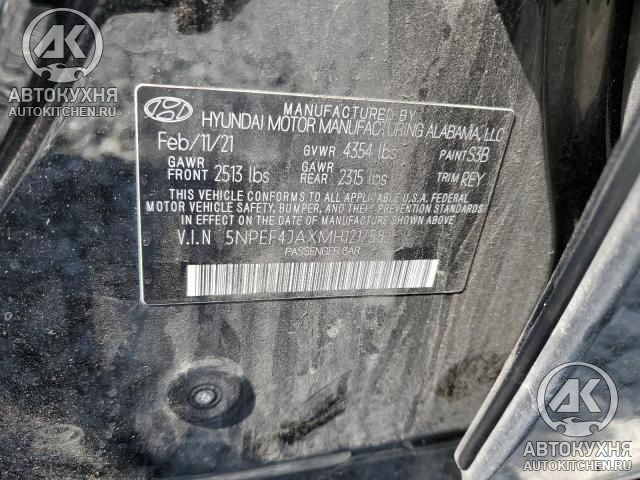 АК
АВТОКУХНЯ
AUTOKITCHEN.RU
MANUFACTURED BY
HYUNDAI MOTOR MANUFACTURING ALABAMA, LLC
Feb/11/21 GVWR 4354 lbs PAINT S3B
GAWR FRONT 2513 lbs GAWR REAR 2315 lbs TRIM REY
THIS VEHICLE CONFORMS TO ALL APPLICABLE U.S.A. FEDERAL
MOTOR VEHICLE SAFETY, BUMPER, AND THEFT PREVENTION STANDARDS
IN EFFECT ON THE DATE OF MANUFACTURE SHOWN ABOVE.
V.I.N 5NPEF4JAXMH121758
PASSENGER CAR
АК
АВТОКУХНЯ
AUTOKITCHEN.RU